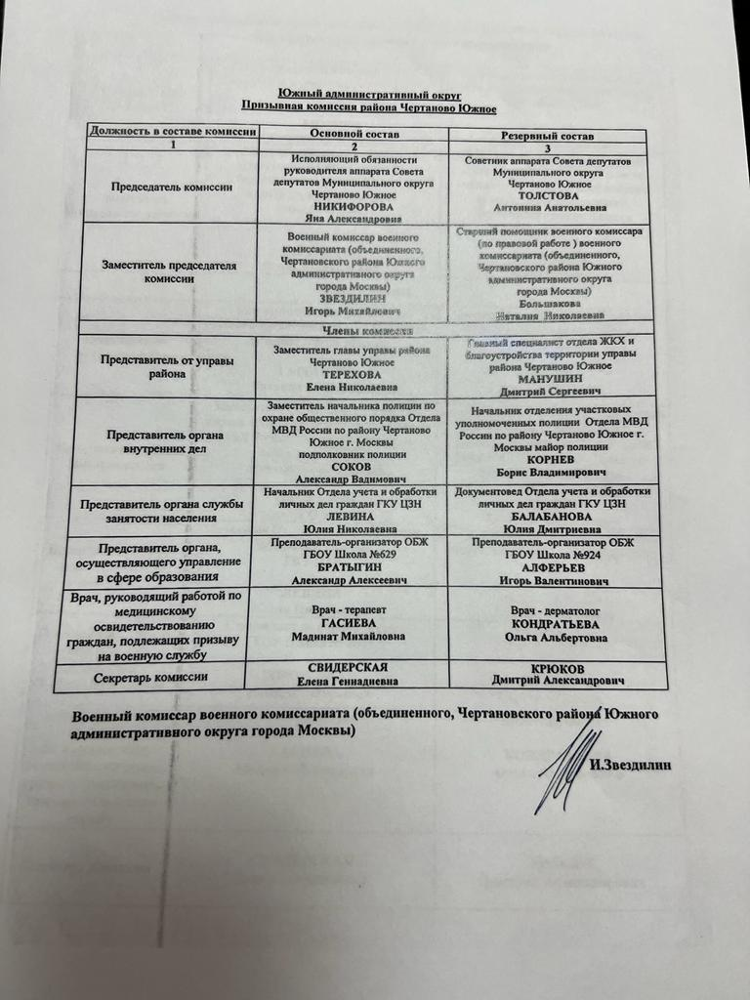 Южный административный округ
Призывная комиссия района Чертаново Южное
Должность в составе комиссии
Основной состав
Резервный состав
1
2
3
Председатель комиссии
Исполняющий обязанности
руководителя аппарата Совета
депутатов Муниципального округа
Чертаново Южное
НИКИФОРОВА
Яна Александровна
Советник аппарата Совета депутатов
Муниципального округа
Чертаново Южное
ТОЛСТОВА
Антонина Анатольевна
Заместитель председателя
комиссии
Военный комиссар военного
комиссариата (объединенного,
Чертановского района Южного
административного округа
города Москвы)
ЗВЕЗДИЛИН
Игорь Михайлович
Старший помощник военного комиссара
(по правовой работе ) военного
комиссариата (объединенного,
Чертановского района Южного
административного округа
города Москвы)
Большакова
Наталия Николаевна
Члены комиссии
Представитель от управы
района
Заместитель главы управы района
Чертаново Южное
ТЕРЕХОВА
Елена Николаевна
Главный специалист отдела ЖКХ и
благоустройства территории управы
района Чертаново Южное
МАНУШИН
Дмитрий Сергеевич
Представитель органа
внутренних дел
Заместитель начальника полиции по
охране общественного порядка Отдела
МВД России по району Чертаново
Южное г. Москвы
подполковник полиции
СОКОВ
Александр Вадимович
Начальник отделения участковых
уполномоченных полиции Отдела МВД
России по району Чертаново Южное г.
Москвы майор полиции
КОРНЕВ
Борис Владимирович
Представитель органа службы
занятости населения
Начальник Отдела учета и обработки
личных дел граждан ГКУ ЦЗН
ЛЕВИНА
Юлия Николаевна
Документовед Отдела учета и обработки
личных дел граждан ГКУ ЦЗН
БАЛАБАНОВА
Юлия Дмитриевна
Представитель органа,
осуществляющего управление
в сфере образования
Преподаватель-организатор ОБЖ
ГБОУ Школа №629
БРАТЫГИН
Александр Алексеевич
Преподаватель-организатор ОБЖ
ГБОУ Школа №924
АЛФЕРЬЕВ
Игорь Валентинович
Врач, руководящий работой по
медицинскому
освидетельствованию
граждан, подлежащих призыву
на военную службу
Врач - терапевт
ГАСИЕВА
Мадинат Михайловна
Врач - дерматолог
КОНДРАТЬЕВА
Ольга Альбертовна
Секретарь комиссии
СВИДЕРСКАЯ
Елена Геннадиевна
КРЮКОВ
Дмитрий Александрович
Военный комиссар военного комиссариата (объединенного, Чертановского района Южного
административного округа города Москвы)
И.Звездилин